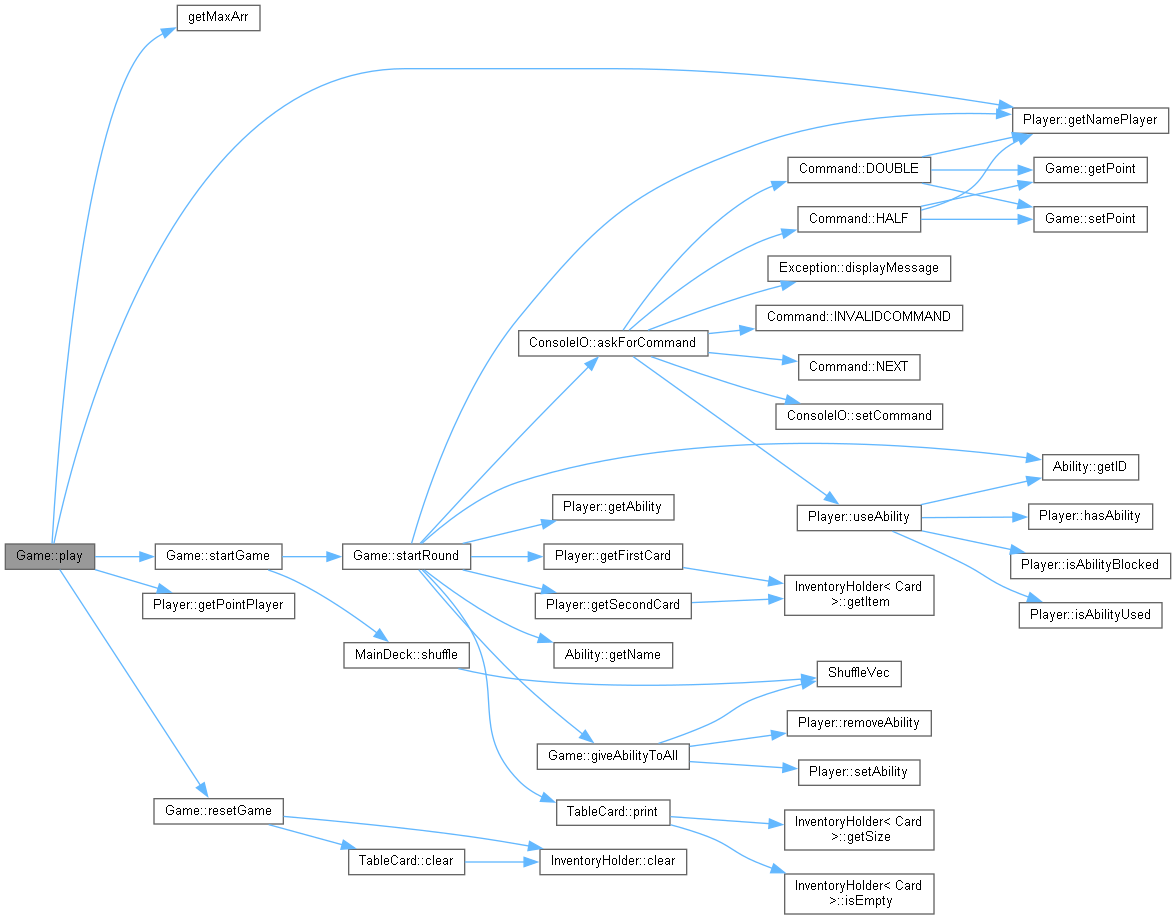 getMaxArr
Player::getNamePlayer
Command::DOUBLE
Game::getPoint
Command::HALF
Game::setPoint
Exception::displayMessage
Command::INVALIDCOMMAND
ConsoleIO::askForCommand
Command::NEXT
ConsoleIO::setCommand
Ability::getID
Player::getAbility
Player::useAbility
Player::hasAbility
Game::play
Game::startGame
Game::startRound
Player::getFirstCard
Player::isAbilityBlocked
Player::getPointPlayer
Player::getSecondCard
InventoryHolder< Card
>::getItem
Player::isAbilityUsed
MainDeck::shuffle
Ability::getName
ShuffleVec
Player::removeAbility
Game::giveAbilityToAll
Player::setAbility
Game::resetGame
TableCard::print
InventoryHolder< Card
>::getSize
TableCard::clear
InventoryHolder::clear
InventoryHolder< Card
>::isEmpty